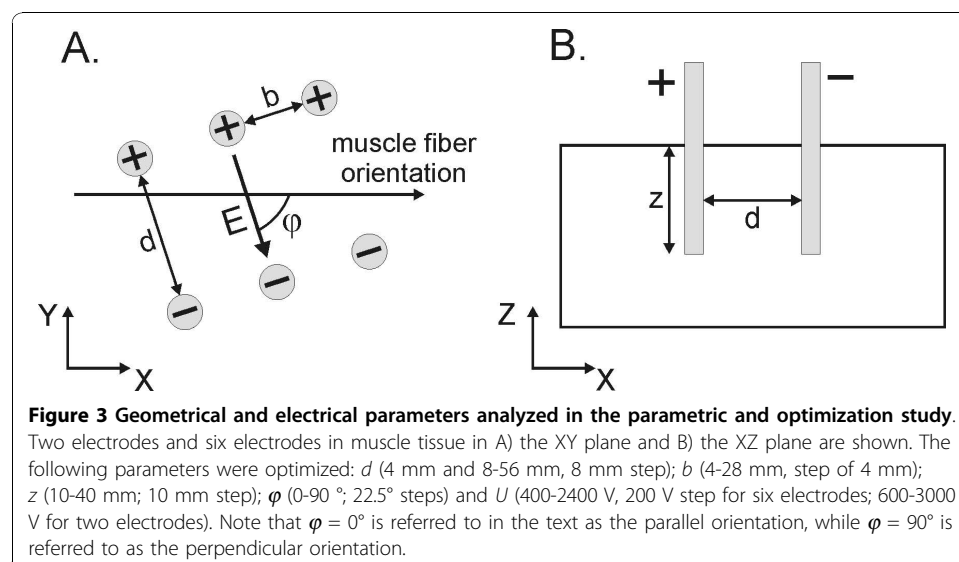 A.
B.
b
muscle fiber
orientation
d
E
φ
Y
X
+
−
z
d
Z
X
Figure 3 Geometrical and electrical parameters analyzed in the parametric and optimization study.
Two electrodes and six electrodes in muscle tissue in A) the XY plane and B) the XZ plane are shown. The
following parameters were optimized: d (4 mm and 8-56 mm, 8 mm step); b (4-28 mm, step of 4 mm);
z (10-40 mm; 10 mm step); φ (0-90 °; 22.5° steps) and U (400-2400 V, 200 V step for six electrodes; 600-3000
V for two electrodes). Note that φ = 0° is referred to in the text as the parallel orientation, while φ = 90° is
referred to as the perpendicular orientation.